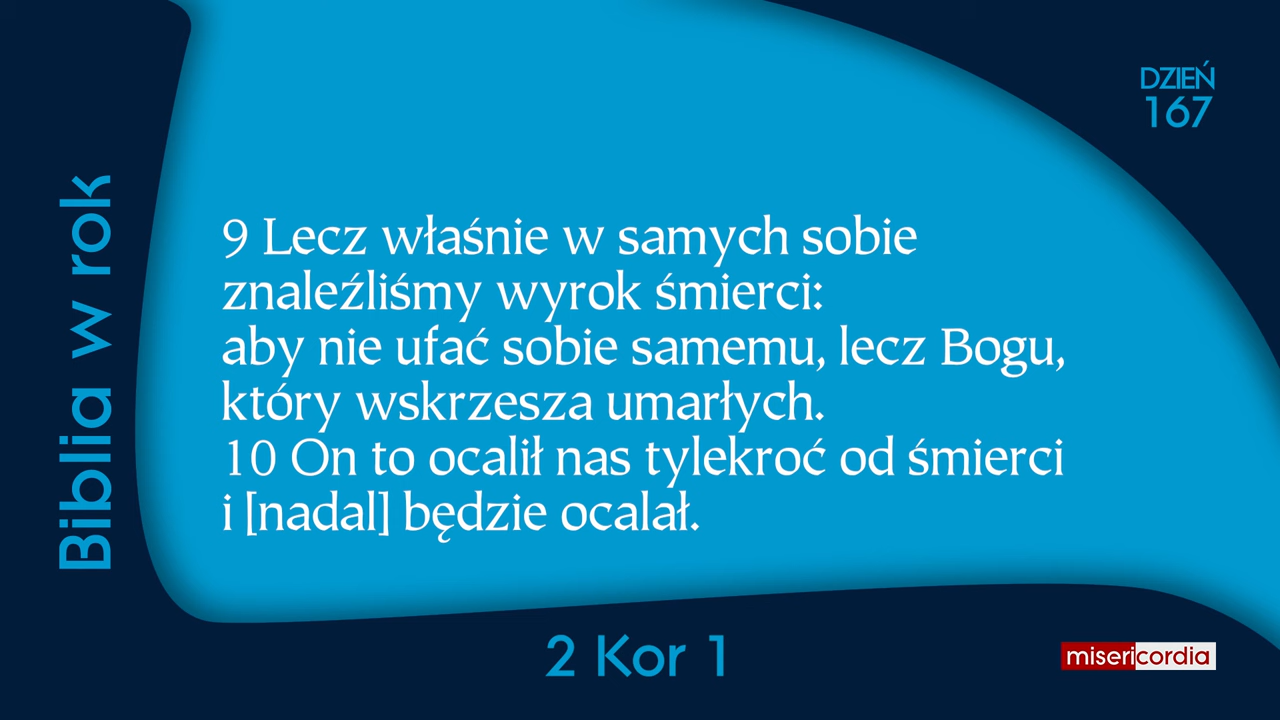 DZIEŃ
167
Biblia w rok
9 Lecz właśnie w samych sobie
znaleźliśmy wyrok śmierci:
aby nie ufać sobie samemu, lecz Bogu,
który wskrzesza umarłych.
10 On to ocalił nas tylekroć od śmierci
i [nadal] będzie ocalał.
2 Kor 1
misericordia